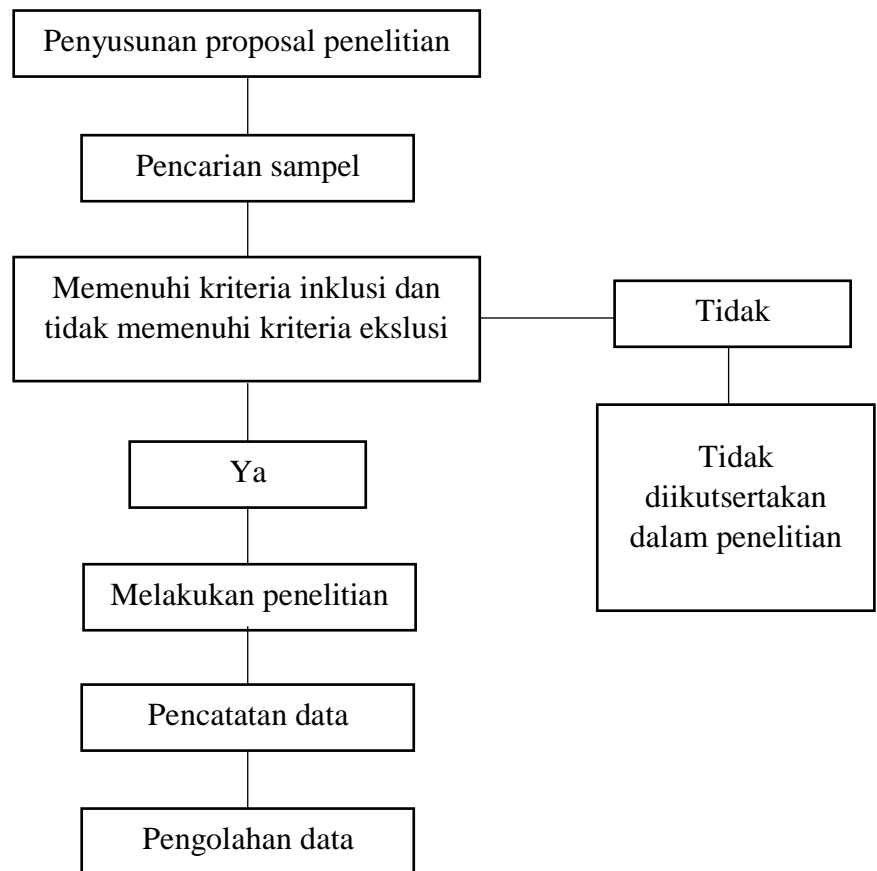 Penyusunan proposal penelitian
Pencarian sampel
Memenuhi kriteria inklusi dan
tidak memenuhi kriteria ekslusi
Tidak
Ya
Tidak
diikutsertakan
dalam penelitian
Melakukan penelitian
Pencatatan data
Pengolahan data